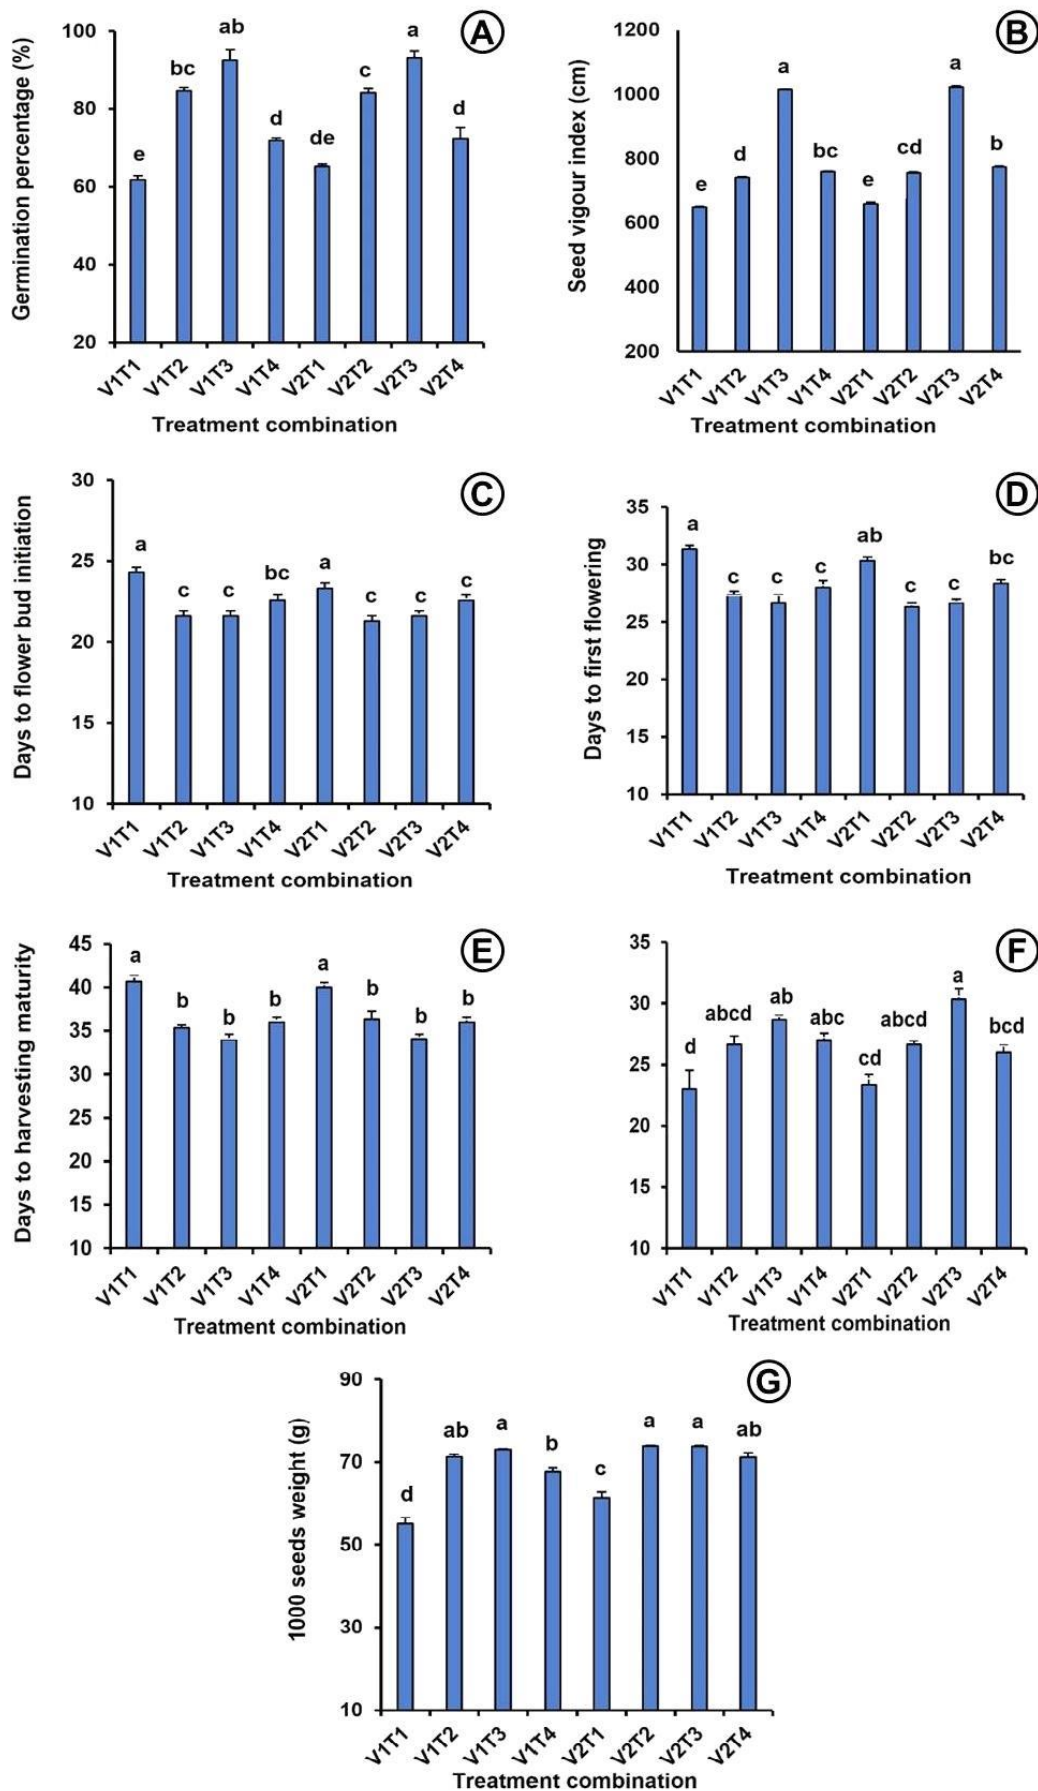 A
Germination percentage (%)
100
80
60
40
20
e
bc
ab
d
de
c
a
d
V1T1
V1T2
V1T3
V1T4
V2T1
V2T2
V2T3
V2T4
Treatment combination
B
Seed vigour index (cm)
1200
1000
800
600
400
200
e
d
a
bc
e
cd
a
b
V1T1
V1T2
V1T3
V1T4
V2T1
V2T2
V2T3
V2T4
Treatment combination
C
Days to flower bud initiation
30
25
20
15
10
a
c
c
bc
a
c
c
c
V1T1
V1T2
V1T3
V1T4
V2T1
V2T2
V2T3
V2T4
Treatment combination
D
Days to first flowering
35
30
25
20
15
10
a
c
c
c
ab
c
c
bc
V1T1
V1T2
V1T3
V1T4
V2T1
V2T2
V2T3
V2T4
Treatment combination
E
Days to harvesting maturity
45
40
35
30
25
20
15
10
a
b
b
b
a
b
b
b
V1T1
V1T2
V1T3
V1T4
V2T1
V2T2
V2T3
V2T4
Treatment combination
F
35
30
25
20
15
10
d
abcd
ab
abc
cd
abcd
a
bcd
V1T1
V1T2
V1T3
V1T4
V2T1
V2T2
V2T3
V2T4
Treatment combination
G
1000 seeds weight (g)
90
70
50
30
10
d
ab
a
b
c
a
a
ab
V1T1
V1T2
V1T3
V1T4
V2T1
V2T2
V2T3
V2T4
Treatment combination